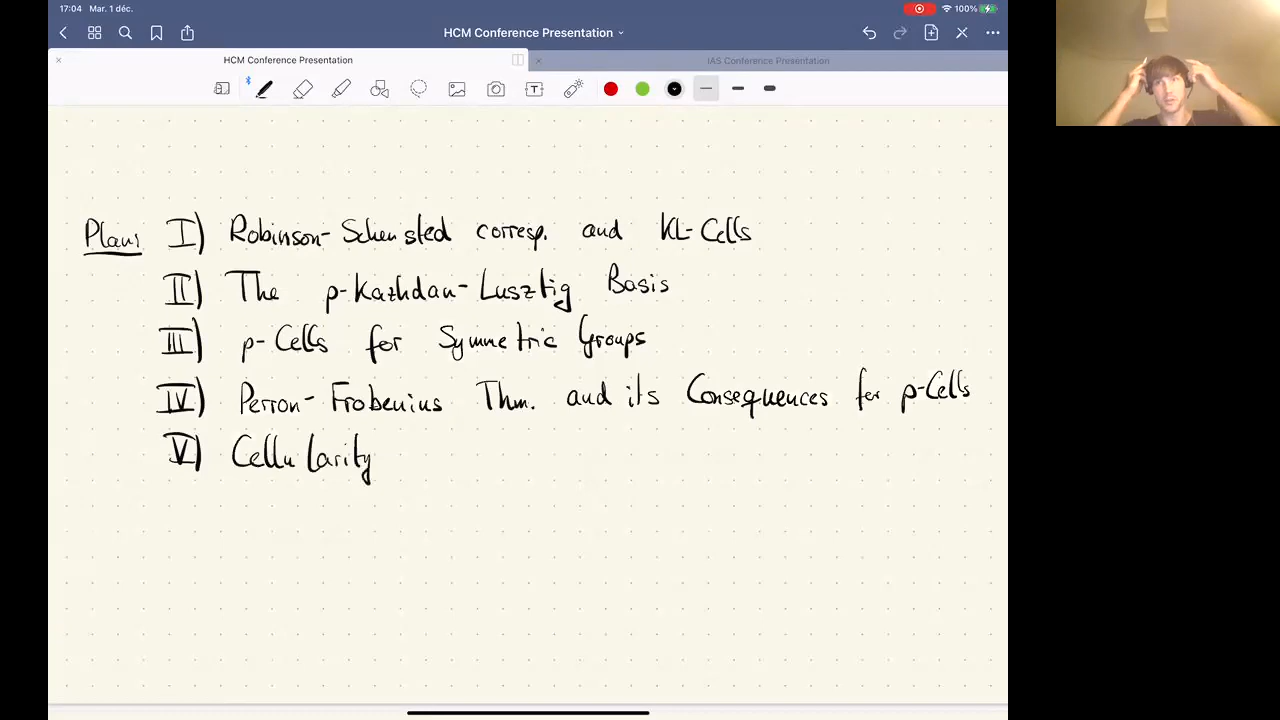 17:04 Mar. 1 déc.
100%
HCM Conference Presentation
HCM Conference Presentation
IAS Conference Presentation
Plan: I) Robinson-Schensted corresp. and KL-Cells
II) The p-Kazhdan-Lusztig Basis
III) p-Cells for Symmetric Groups
IV) Perron-Frobenius Thm. and its Consequences for p-Cells
V) Cellularity